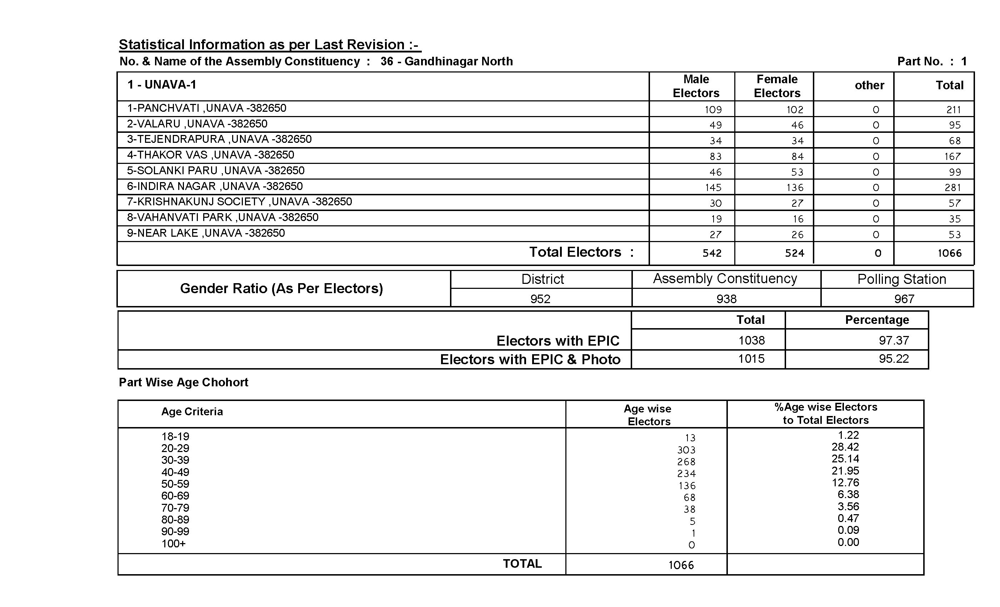 Statistical Information as per Last Revision :-
No. & Name of the Assembly Constituency : 36 - Gandhinagar North Part No. : 1
1 - UNAVA-1 Male Electors Female Electors other Total
1-PANCHVATI ,UNAVA -382650 109 102 0 211
2-VALARU ,UNAVA -382650 49 46 0 95
3-TEJENDRAPURA ,UNAVA -382650 34 34 0 68
4-THAKOR VAS ,UNAVA -382650 83 84 0 167
5-SOLANKI PARU ,UNAVA -382650 46 53 0 99
6-INDIRA NAGAR ,UNAVA -382650 145 136 0 281
7-KRISHNAKUNJ SOCIETY ,UNAVA -382650 30 27 0 57
8-VAHANVATI PARK ,UNAVA -382650 19 16 0 35
9-NEAR LAKE ,UNAVA -382650 27 26 0 53
Total Electors : 542 524 0 1066
Gender Ratio (As Per Electors) District Assembly Constituency Polling Station
952 938 967
Total Percentage
Electors with EPIC 1038 97.37
Electors with EPIC & Photo 1015 95.22
Part Wise Age Chohort
Age Criteria Age wise Electors %Age wise Electors to Total Electors
18-19 13 1.22
20-29 303 28.42
30-39 268 25.14
40-49 234 21.95
50-59 136 12.76
60-69 68 6.38
70-79 38 3.56
80-89 5 0.47
90-99 1 0.09
100+ 0 0.00
TOTAL 1066